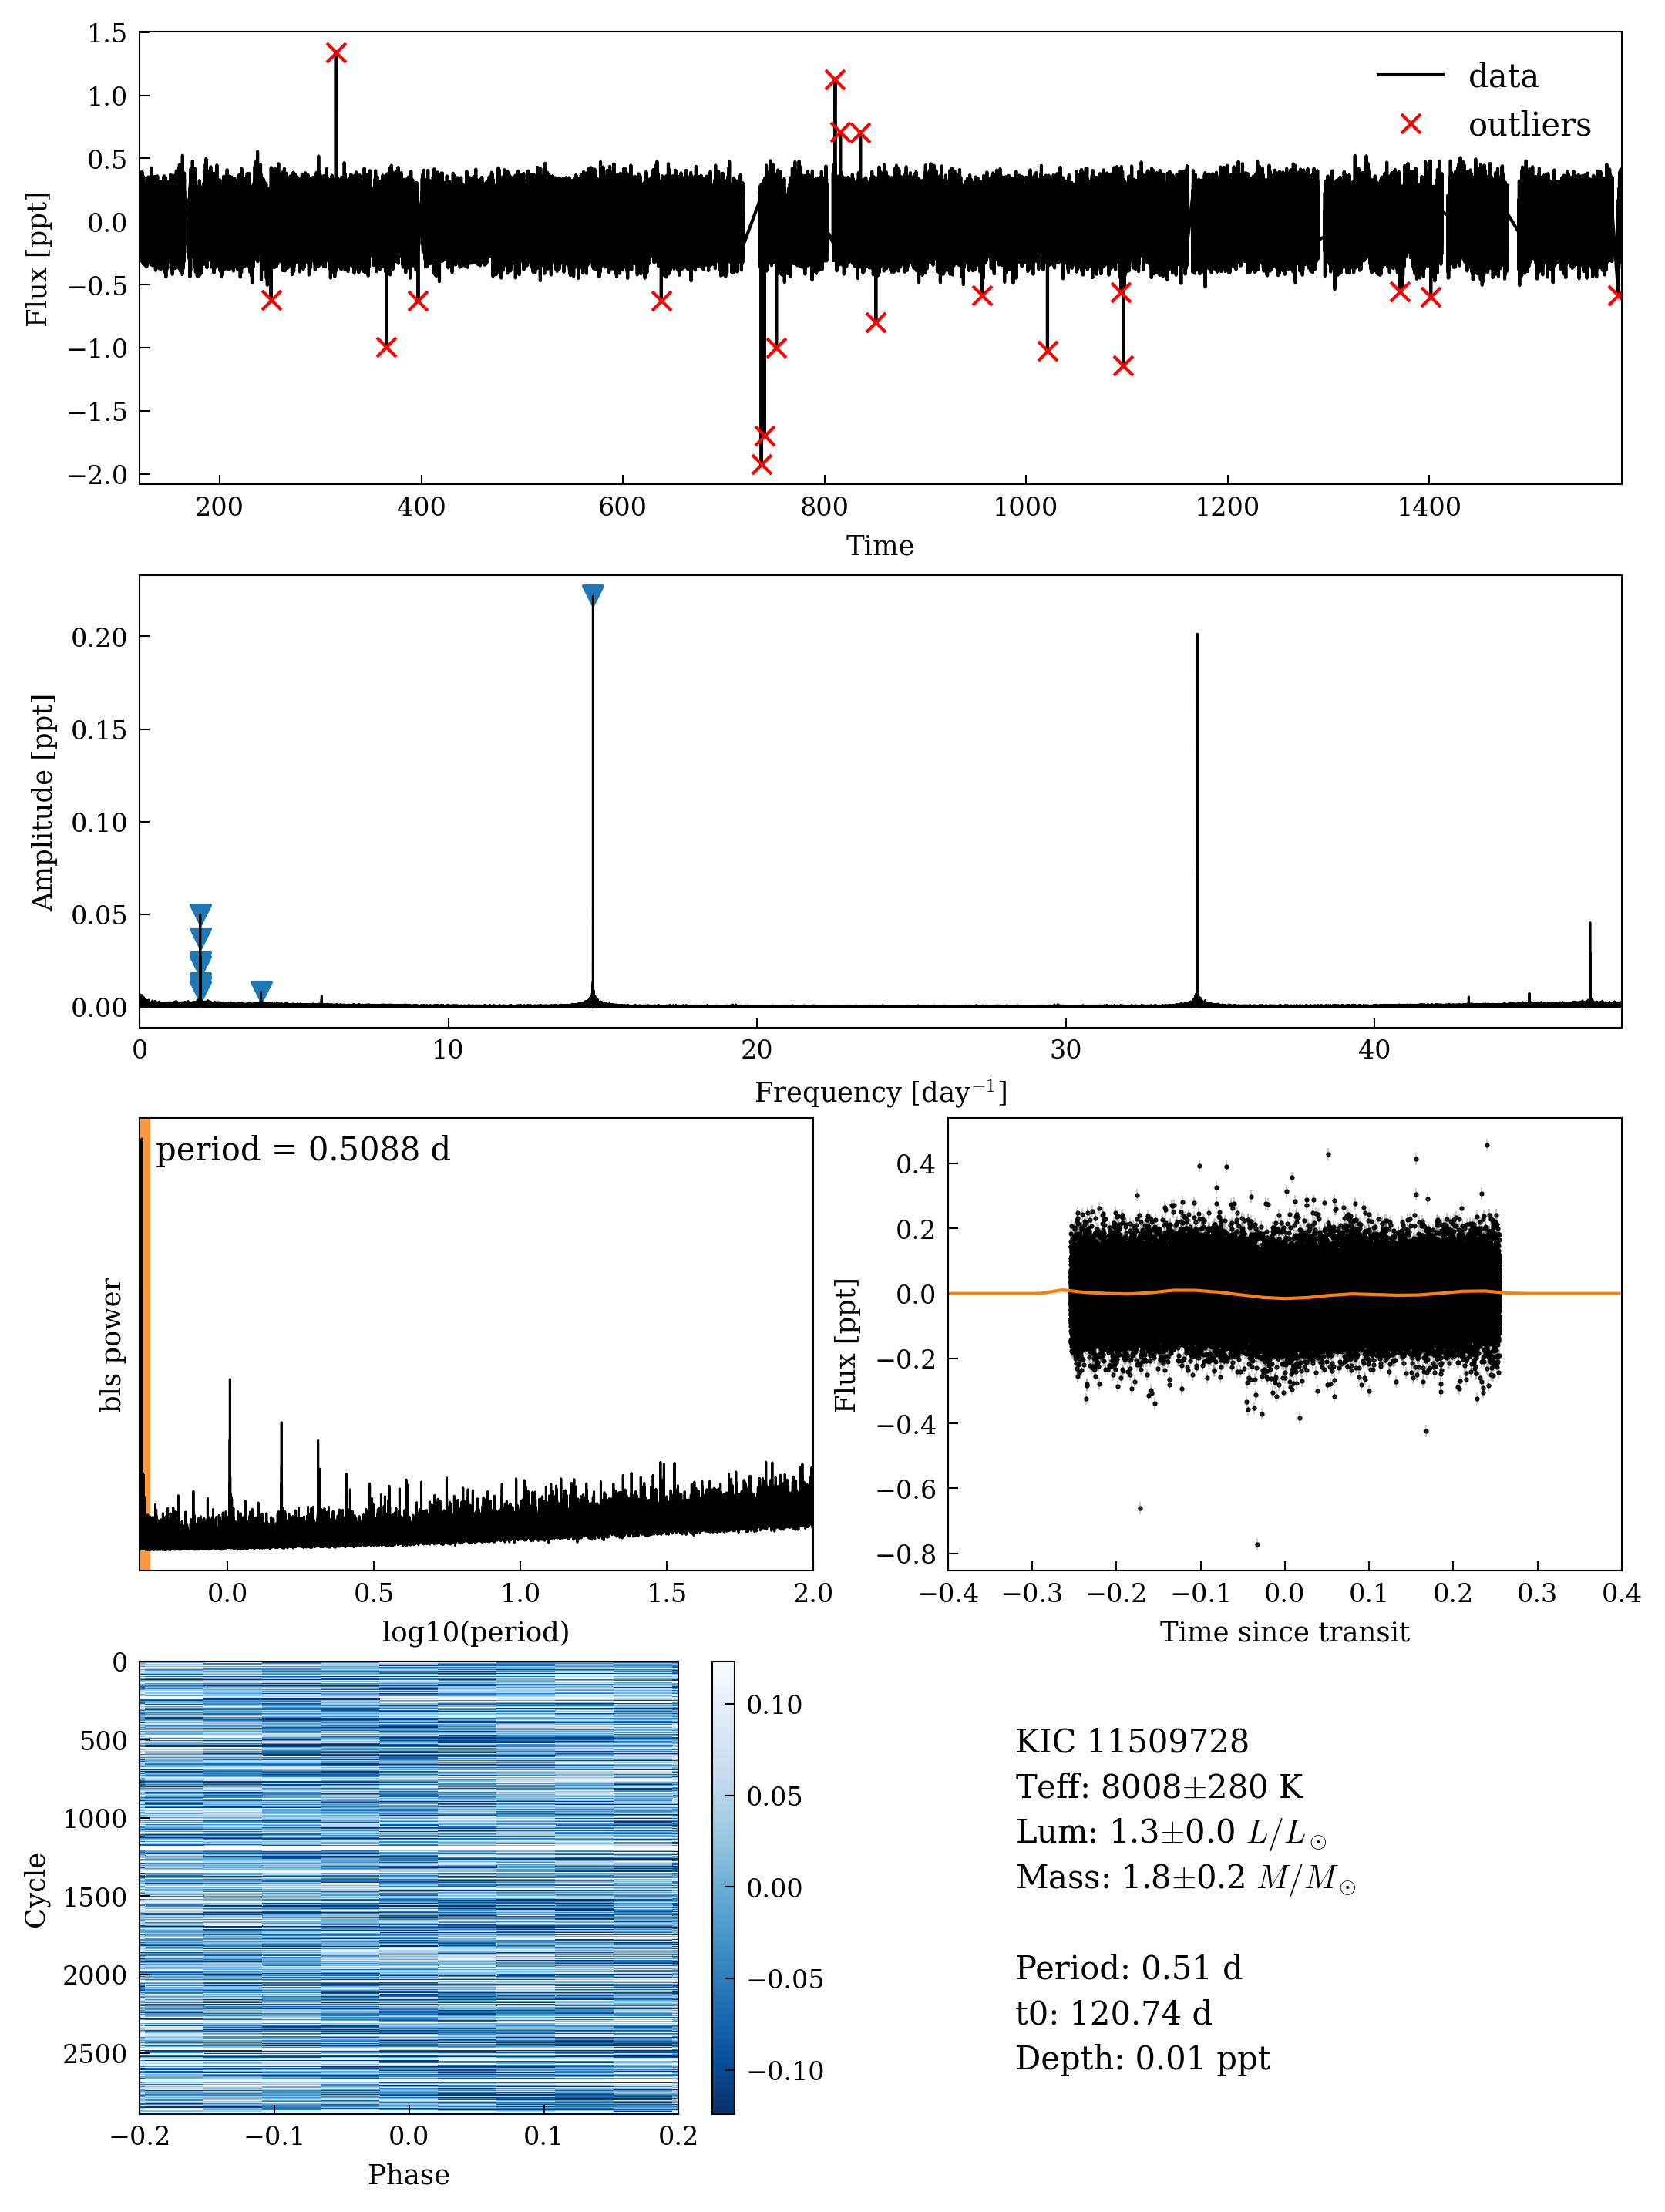 1.5
1.0
0.5
0.0
−0.5
−1.0
−1.5
−2.0
Flux [ppt]
data
outliers
200 400 600 800 1000 1200 1400
Time
0.20
0.15
0.10
0.05
0.00
Amplitude [ppt]
0 10 20 30 40
Frequency [day⁻¹]
period = 0.5088 d
bls power
0.0 0.5 1.0 1.5 2.0
log10(period)
0.4
0.2
0.0
−0.2
−0.4
−0.6
−0.8
Flux [ppt]
−0.4 −0.3 −0.2 −0.1 0.0 0.1 0.2 0.3 0.4
Time since transit
0
500
1000
1500
2000
2500
Cycle
−0.2 −0.1 0.0 0.1 0.2
Phase
0.10
0.05
0.00
−0.05
−0.10
KIC 11509728
Teff: 8008±280 K
Lum: 1.3±0.0 L/L⊙
Mass: 1.8±0.2 M/M⊙
Period: 0.51 d
t0: 120.74 d
Depth: 0.01 ppt